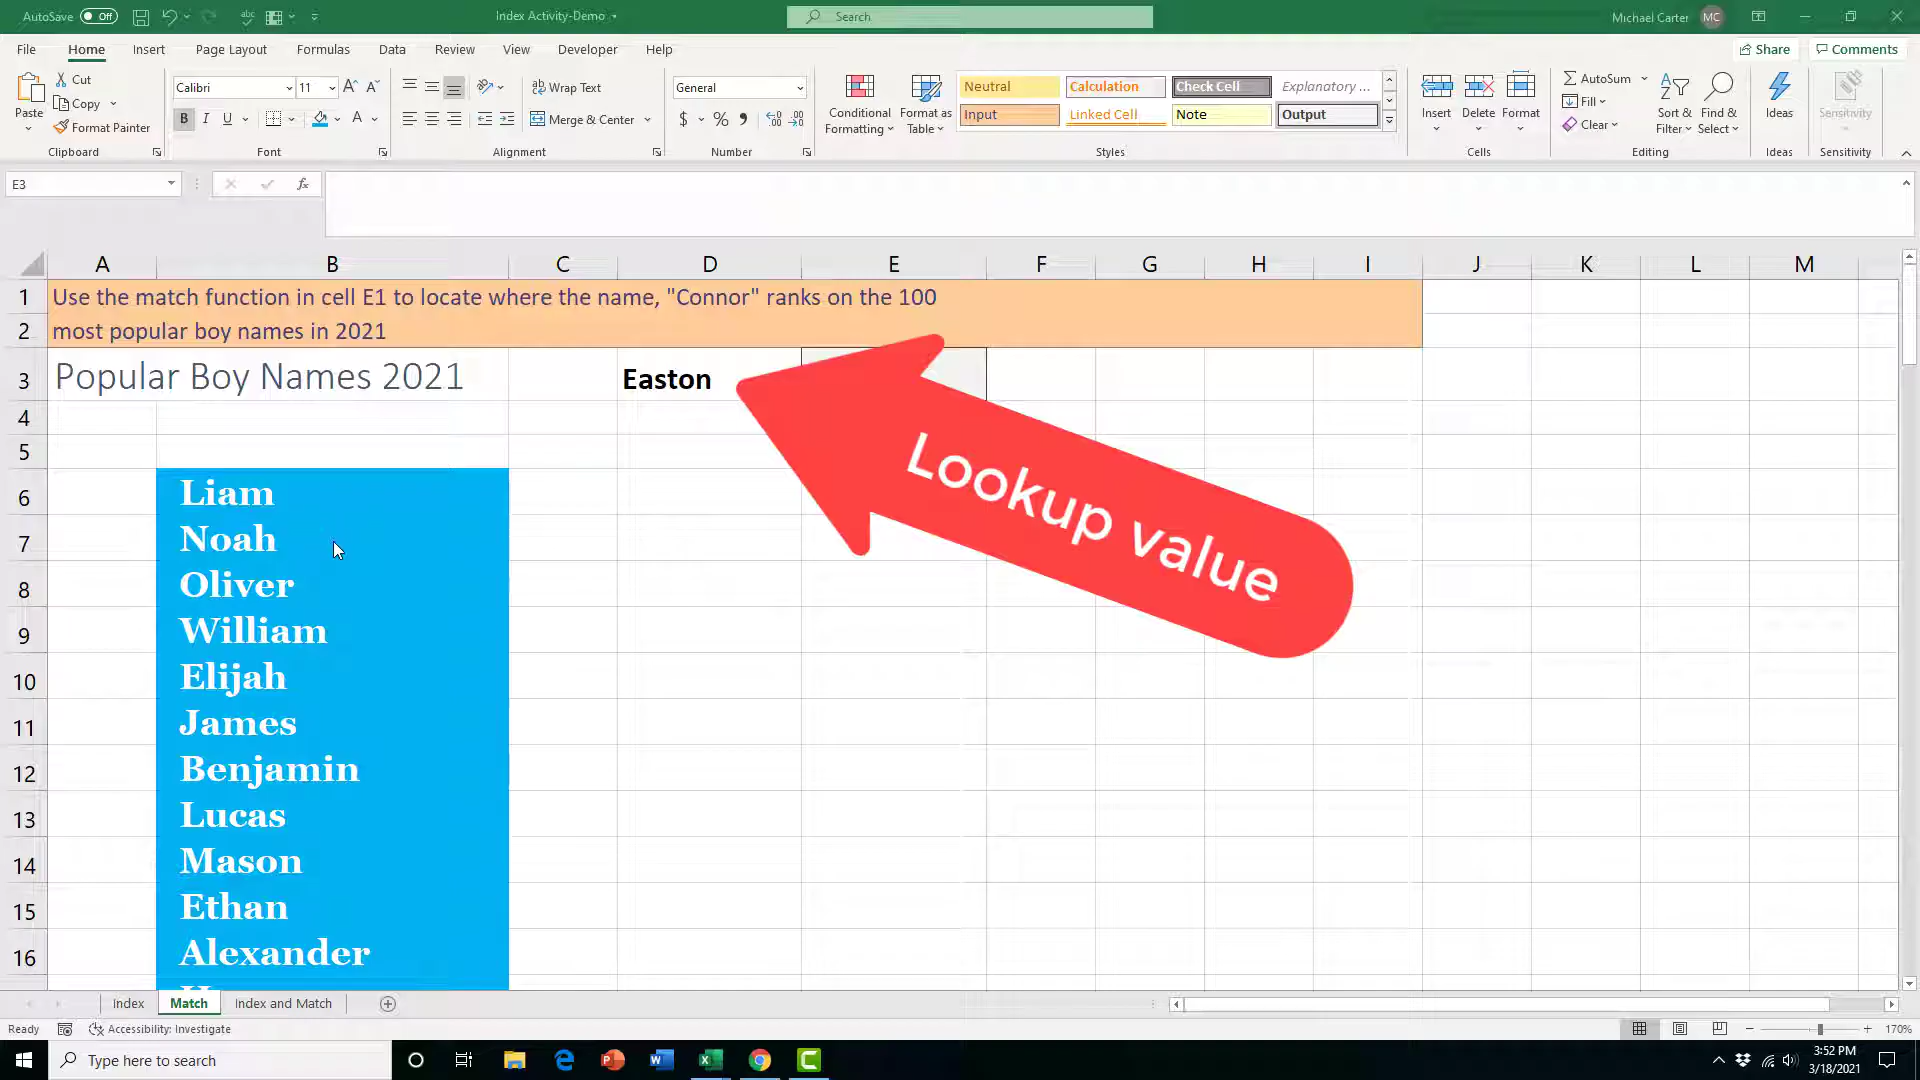 AutoSave Off Index Activity-Demo Search Michael Carter MC
File Home Insert Page Layout Formulas Data Review View Developer Help Share Comments
Paste
Cut
Copy
Format Painter
Clipboard
Calibri 11
B I U A
Font
Wrap Text
Merge & Center
Alignment
General
$ % 9
Number
Conditional Formatting
Format as Table
Neutral Calculation Check Cell Explanatory ...
Input Linked Cell Note Output
Styles
Insert Delete Format
Cells
AutoSum
Fill
Clear
Sort & Filter
Find & Select
Editing
Ideas
Ideas
Sensitivity
Sensitivity
E3 fx
A B C D E F G H I J K L M
1 Use the match function in cell E1 to locate where the name, "Connor" ranks on the 100
2 most popular boy names in 2021
3 Popular Boy Names 2021 Easton
4
5
Lookup value
6 Liam
7 Noah
8 Oliver
9 William
10 Elijah
11 James
12 Benjamin
13 Lucas
14 Mason
15 Ethan
16 Alexander
Index Match Index and Match
Ready Accessibility: Investigate 170%
Type here to search 3:52 PM
3/18/2021